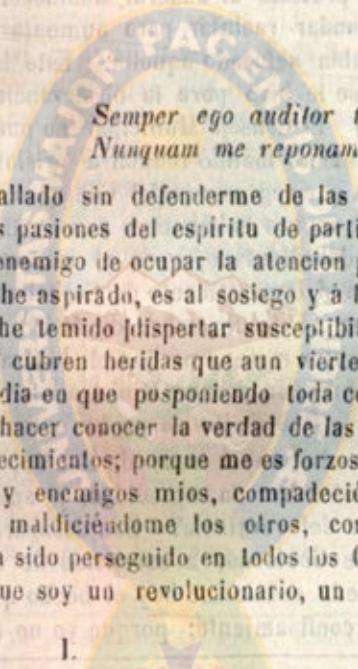 Semper ego auditor t
Nunquam me reponam
allado sin defenderme de las
s pasiones del espiritu de parti
enemigo de ocupar la atencion
he aspirado, es al sosiego y á l
he temido dispertar susceptibi
cubren heridas que aun vierte
dia en que posponiendo toda c
hacer conocer la verdad de las
ecimientos; porque me es forzos
y enemigos mios, compadeci
maldiciéndome los otros, co
a sido perseguido en todos los
ue soy un revolucionario, un
I.